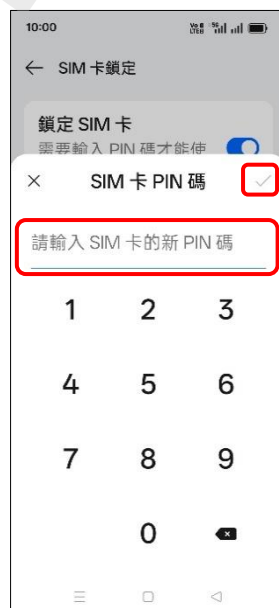 10:00
SIM 卡鎖定
鎖定 SIM 卡
需要輸入 PIN 碼才能使
SIM 卡 PIN 碼
請輸入 SIM 卡的新 PIN 碼
1 2 3
4 5 6
7 8 9
0